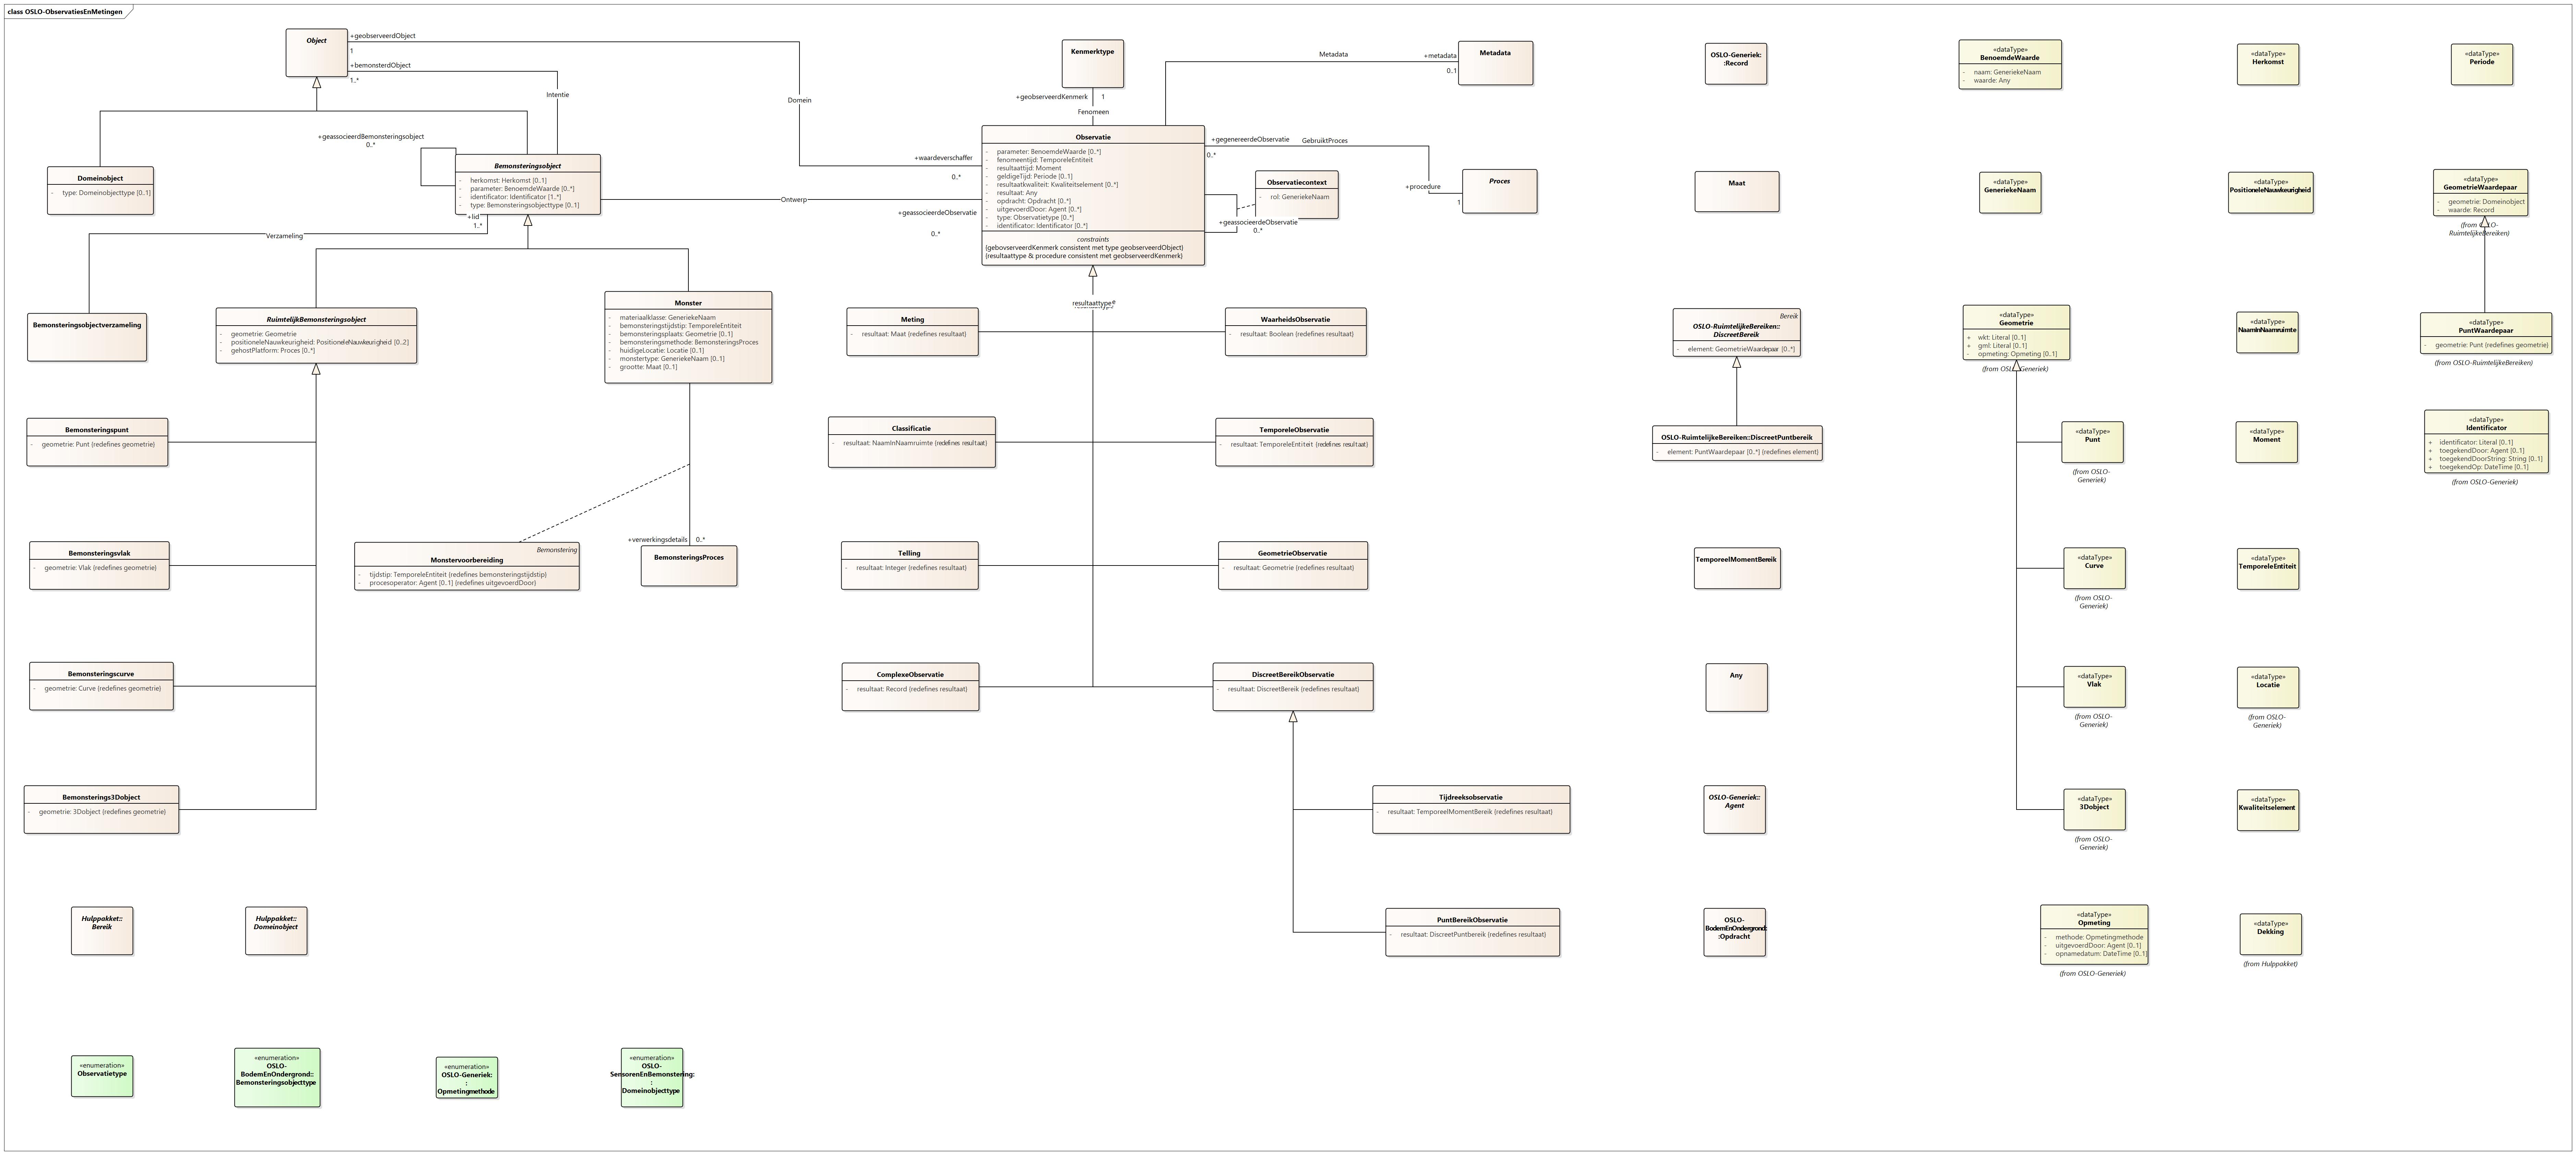 class OSLO-ObservatiesEnMetingen
Object
+geobserveerdObject
1
+bemonsterdObject
1..*
Intentie
Domein
Kenmerktype
+geobserveerdKenmerk
1
Fenomeen
Metadata
+metadata
0..1
Metadata
OSLO-Generiek:
:Record
«dataType»
BenoemdeWaarde
- naam: GeneriekeNaam
- waarde: Any
«dataType»
Herkomst
«dataType»
Periode
+geassocieerdBemonsteringsobject
0..*
Domeinobject
- type: Domeinobjecttype [0..1]
Bemonsteringsobject
- herkomst: Herkomst [0..1]
- parameter: BenoemdeWaarde [0..*]
- identificator: Identificator [1..*]
- type: Bemonsteringsobjecttype [0..1]
+lid
1..*
Verzameling
Ontwerp
+waardeverschaffer
0..*
+geassocieerdeObservatie
0..*
Observatie
- parameter: BenoemdeWaarde [0..*]
- fenomeentijd: TemporeleEntiteit
- resultaattijd: Moment
- geldigeTijd: Periode [0..1]
- resultaatkwaliteit: Kwaliteitselement [0..*]
- resultaat: Any
- opdracht: Opdracht [0..*]
- uitgevoerdDoor: Agent [0..*]
- type: Observatietype [0..*]
- identificator: Identificator [0..*]
constraints
{gebovserveerdKenmerk consistent met type geobserveerdObject}
{resultaattype & procedure consistent met geobserveerdKenmerk}
+gegenereerdeObservatie
0..*
GebruiktProces
+procedure
1
Proces
Observatiecontext
- rol: GeneriekeNaam
+geassocieerdeObservatie
0..*
Maat
«dataType»
GeneriekeNaam
«dataType»
PositioneleNauwkeurigheid
«dataType»
GeometrieWaardepaar
- geometrie: Domeinobject
- waarde: Record
(from OSLO-
RuimtelijkeBereiken)
Bemonsteringsobjectverzameling
RuimtelijkBemonsteringsobject
- geometrie: Geometrie
- positioneleNauwkeurigheid: PositioneleNauwkeurigheid [0..2]
- gehostPlatform: Proces [0..*]
Monster
- materiaalklasse: GeneriekeNaam
- bemonsteringstijdstip: TemporeleEntiteit
- bemonsteringsplaats: Geometrie [0..1]
- bemonsteringsmethode: BemonsteringsProces
- huidigeLocatie: Locatie [0..1]
- monstertype: GeneriekeNaam [0..1]
- grootte: Maat [0..1]
resultaattype
Meting
- resultaat: Maat {redefines resultaat}
WaarheidsObservatie
- resultaat: Boolean {redefines resultaat}
Bereik
OSLO-RuimtelijkeBereiken::
DiscreetBereik
- element: GeometrieWaardepaar [0..*]
«dataType»
Geometrie
+ wkt: Literal [0..1]
+ gml: Literal [0..1]
- opmeting: Opmeting [0..1]
(from OSLO-Generiek)
«dataType»
NaamInNaamruimte
«dataType»
PuntWaardepaar
- geometrie: Punt {redefines geometrie}
(from OSLO-RuimtelijkeBereiken)
Bemonsteringspunt
- geometrie: Punt {redefines geometrie}
Classificatie
- resultaat: NaamInNaamruimte {redefines resultaat}
TemporeleObservatie
- resultaat: TemporeleEntiteit {redefines resultaat}
OSLO-RuimtelijkeBereiken::DiscreetPuntbereik
- element: PuntWaardepaar [0..*] {redefines element}
«dataType»
Punt
(from OSLO-
Generiek)
«dataType»
Moment
«dataType»
Identificator
+ identificator: Literal [0..1]
+ toegekendDoor: Agent [0..1]
+ toegekendDoorString: String [0..1]
+ toegekendOp: DateTime [0..1]
(from OSLO-Generiek)
Bemonsteringsvlak
- geometrie: Vlak {redefines geometrie}
Bemonstering
Monstervoorbereiding
- tijdstip: TemporeleEntiteit {redefines bemonsteringstijdstip}
- procesoperator: Agent [0..1] {redefines uitgevoerdDoor}
+verwerkingsdetails
0..*
BemonsteringsProces
Telling
- resultaat: Integer {redefines resultaat}
GeometrieObservatie
- resultaat: Geometrie {redefines resultaat}
TemporeelMomentBereik
«dataType»
Curve
(from OSLO-
Generiek)
«dataType»
TemporeleEntiteit
Bemonsteringscurve
- geometrie: Curve {redefines geometrie}
ComplexeObservatie
- resultaat: Record {redefines resultaat}
DiscreetBereikObservatie
- resultaat: DiscreetBereik {redefines resultaat}
Any
«dataType»
Vlak
(from OSLO-
Generiek)
«dataType»
Locatie
(from OSLO-
Generiek)
Bemonsterings3Dobject
- geometrie: 3Dobject {redefines geometrie}
Tijdreeksobservatie
- resultaat: TemporeelMomentBereik {redefines resultaat}
OSLO-Generiek::
Agent
«dataType»
3Dobject
(from OSLO-
Generiek)
«dataType»
Kwaliteitselement
Hulppakket::
Bereik
Hulppakket::
Domeinobject
PuntBereikObservatie
- resultaat: DiscreetPuntbereik {redefines resultaat}
OSLO-
BodemEnOndergrond:
:Opdracht
«dataType»
Opmeting
- methode: Opmetingmethode
- uitgevoerdDoor: Agent [0..1]
- opnamedatum: DateTime [0..1]
(from OSLO-Generiek)
«dataType»
Dekking
(from Hulppakket)
«enumeration»
Observatietype
«enumeration»
OSLO-
BodemEnOndergrond::
Bemonsteringsobjecttype
«enumeration»
OSLO-Generiek:
:
Opmetingmethode
«enumeration»
OSLO-
SensorenEnBemonstering:
:
Domeinobjecttype